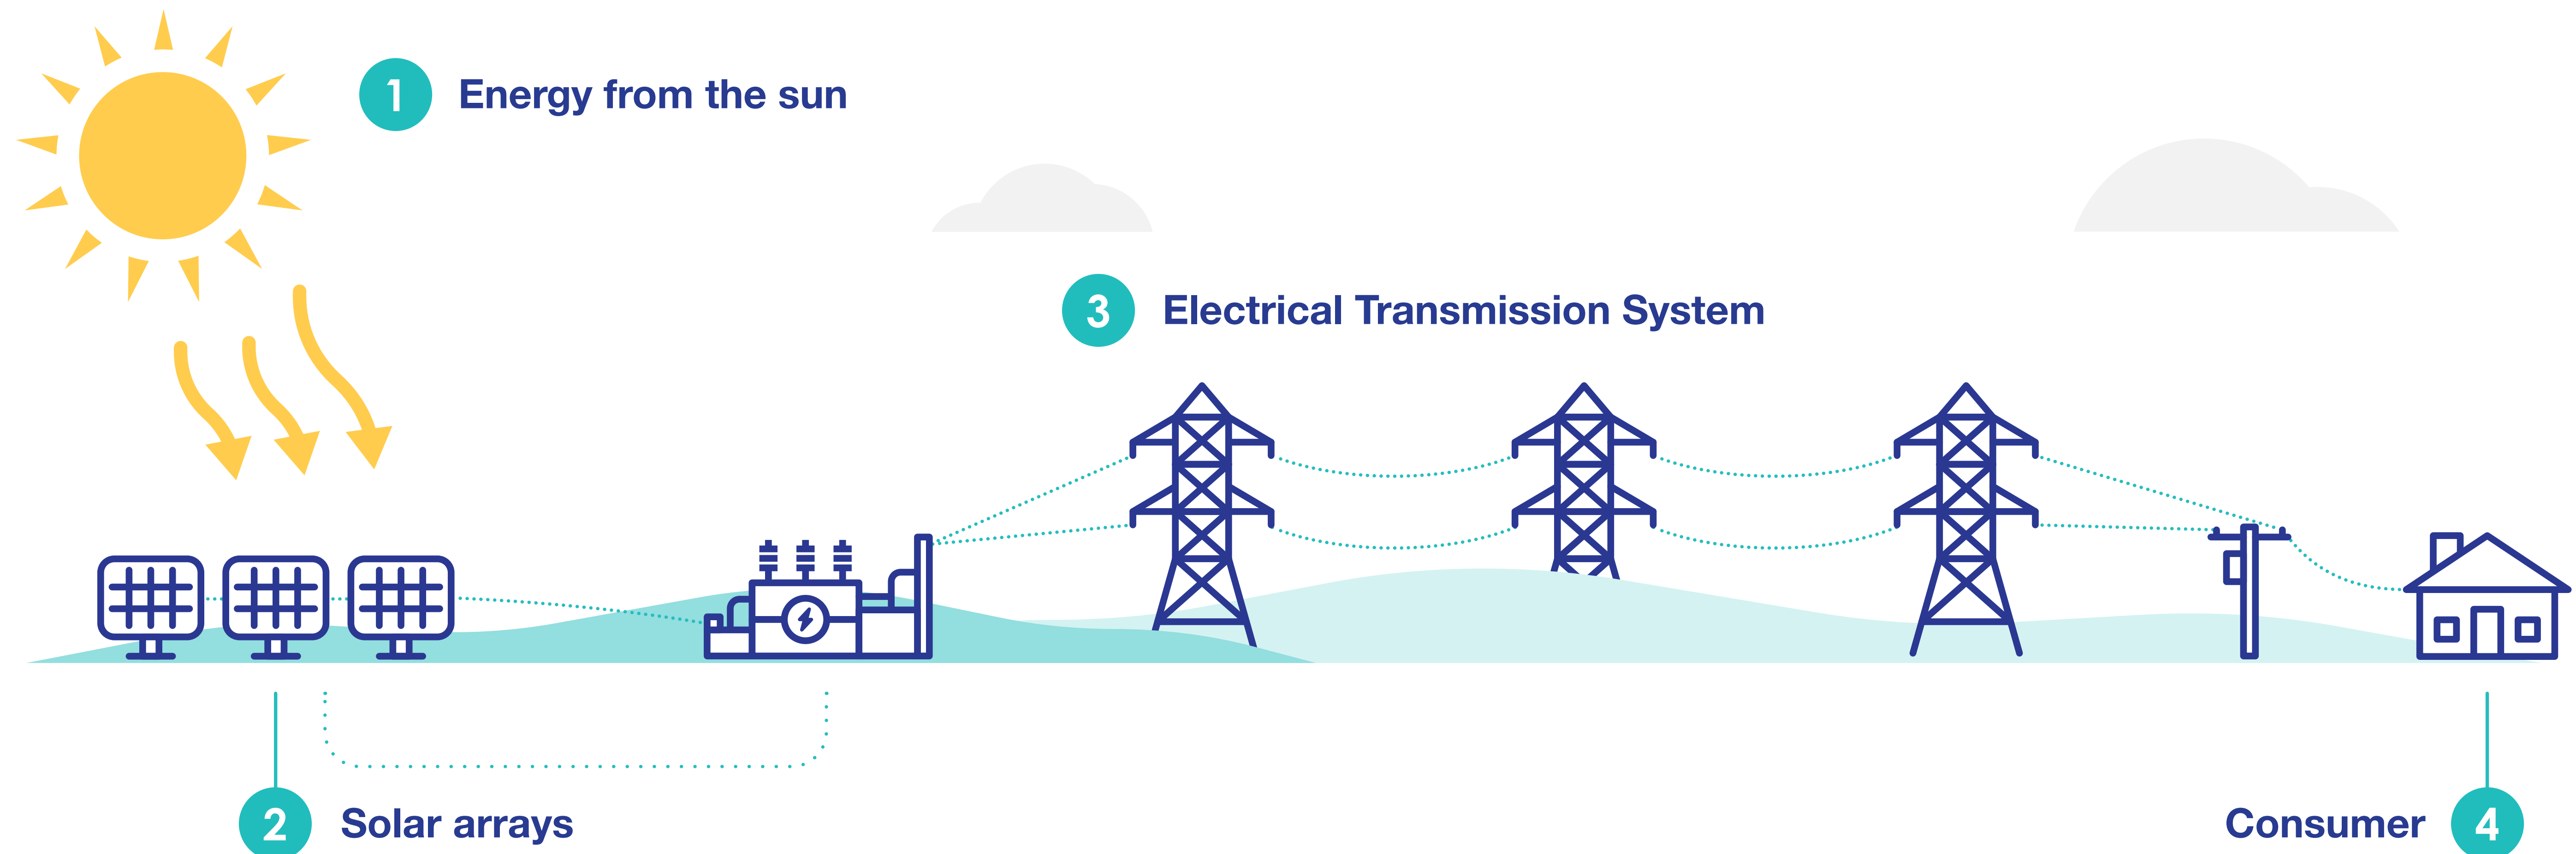 1 Energy from the sun
3 Electrical Transmission System
2 Solar arrays
Consumer 4